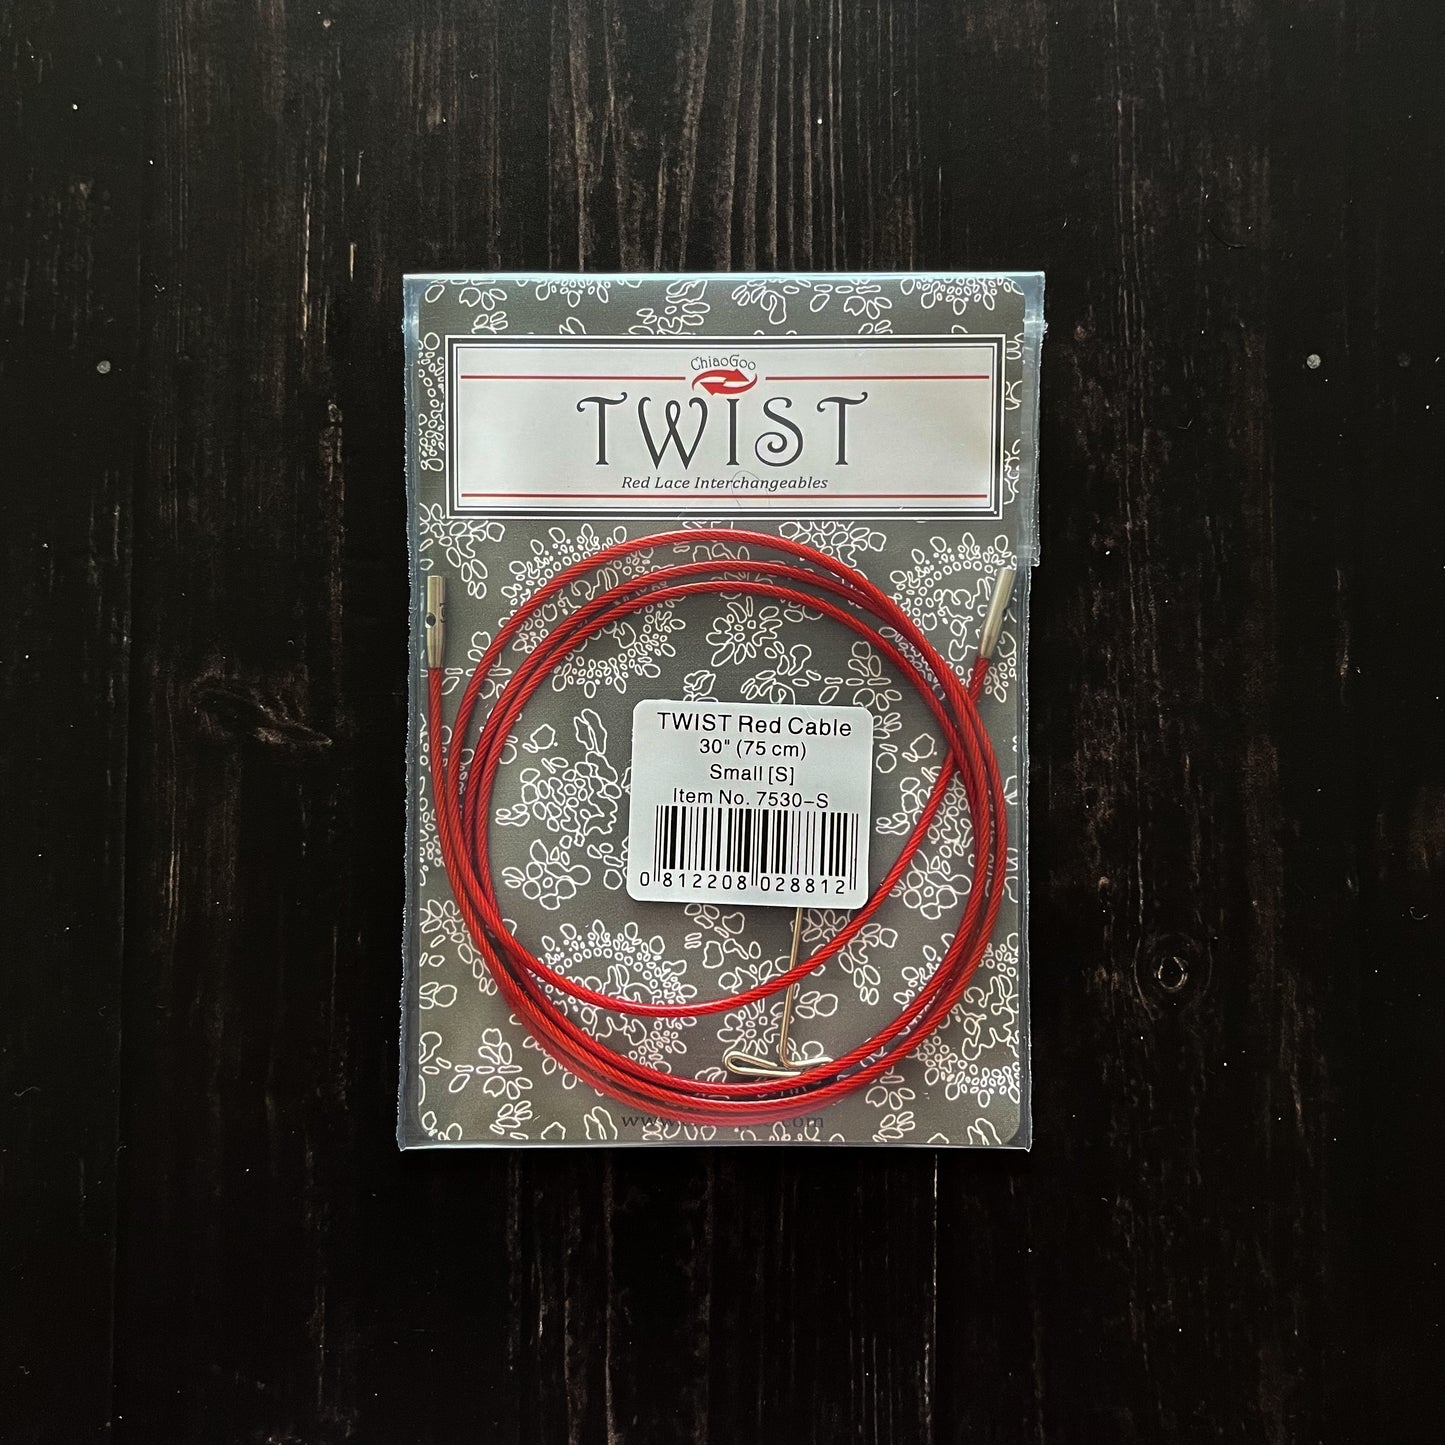 ChiaoGoo
TWIST
Red Lace Interchangeables
TWIST Red Cable
30" (75 cm)
Small [S]
Item No. 7530-S
0 812208 028812